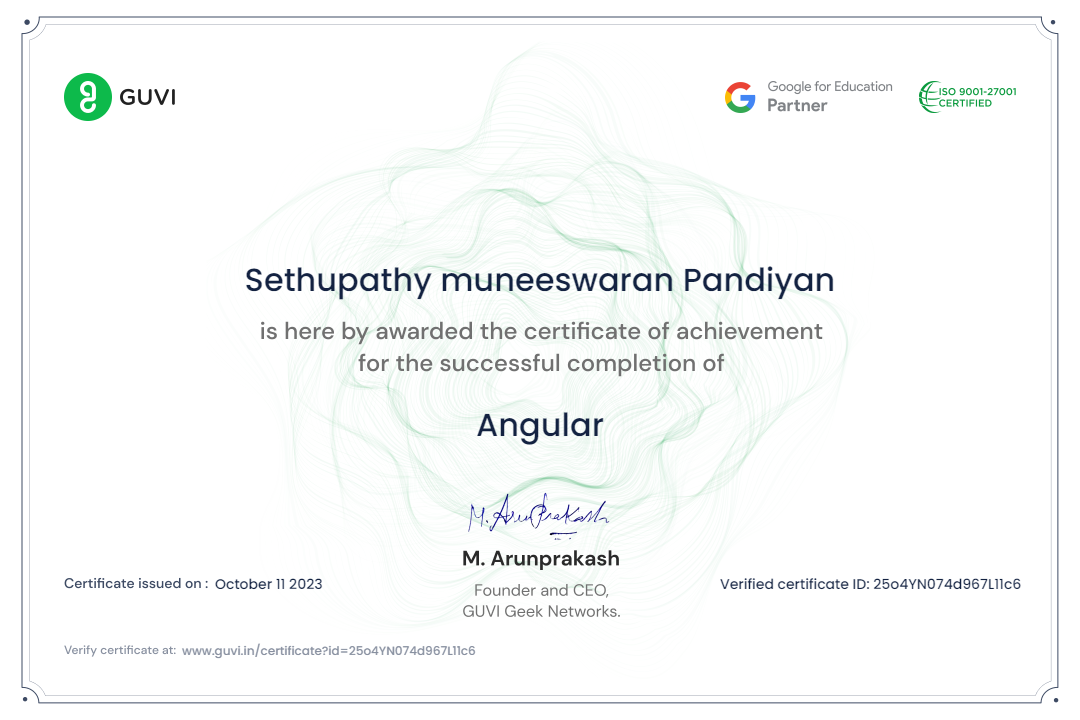 GUVI
Google for Education
Partner
ISO 9001-27001
CERTIFIED
Sethupathy muneeswaran Pandiyan
is here by awarded the certificate of achievement
for the successful completion of
Angular
M. Arunprakash
M. Arunprakash
Founder and CEO,
GUVI Geek Networks.
Certificate issued on : October 11 2023
Verified certificate ID: 25o4YN074d967L11c6
Verify certificate at: www.guvi.in/certificate?id=25o4YN074d967L11c6